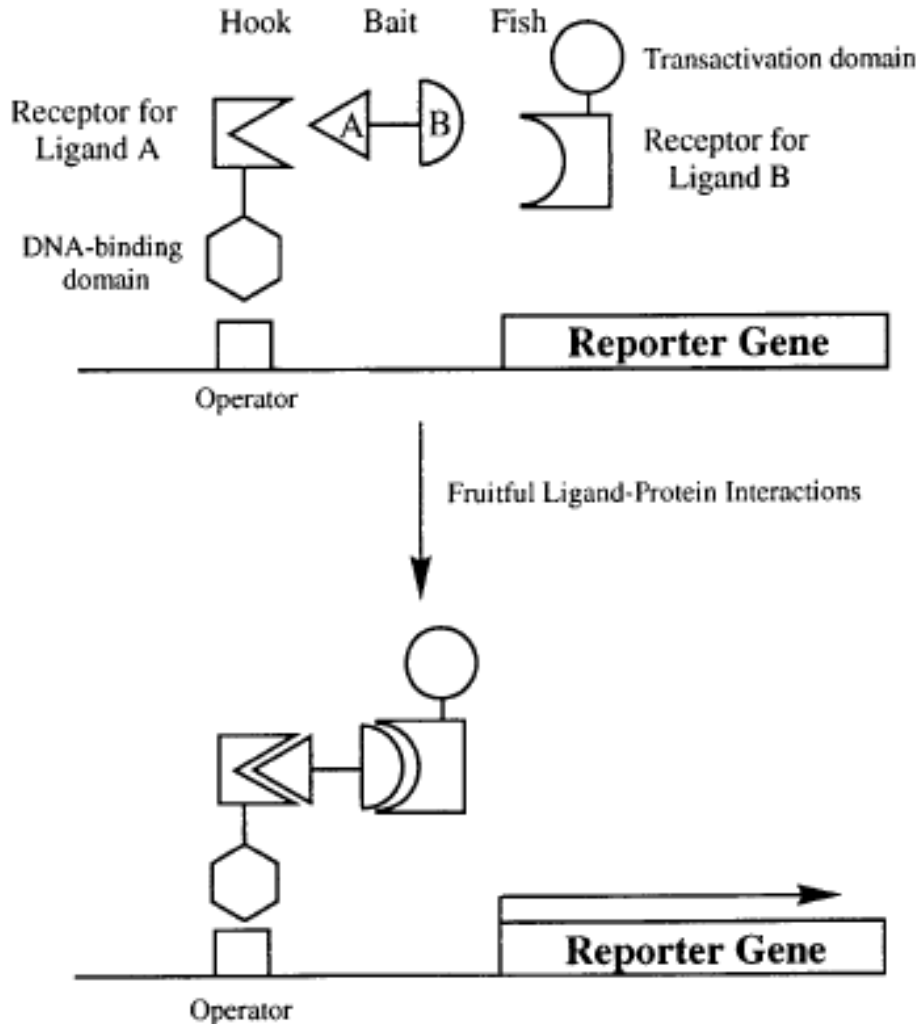 Hook Bait Fish
Transactivation domain
Receptor for
Ligand A
A B
Receptor for
Ligand B
DNA-binding
domain
Reporter Gene
Operator
Fruitful Ligand-Protein Interactions
Reporter Gene
Operator